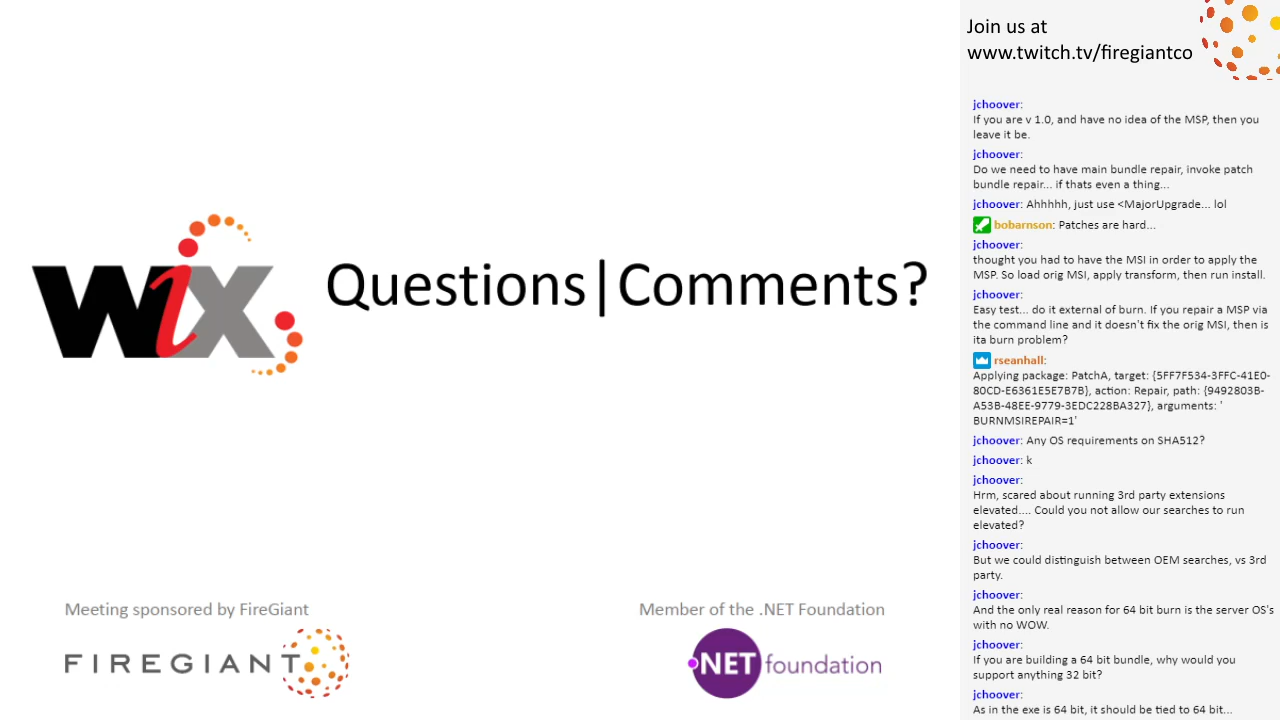 WiX
Questions|Comments?
Meeting sponsored by FireGiant
FIREGIANT
Member of the .NET Foundation
.NET foundation
Join us at
www.twitch.tv/firegiantco
jchoover:
If you are v 1.0, and have no idea of the MSP, then you
leave it be.
jchoover:
Do we need to have main bundle repair, invoke patch
bundle repair... if thats even a thing...
jchoover: Ahhhhh, just use <MajorUpgrade... lol
bobarnson: Patches are hard...
jchoover:
thought you had to have the MSI in order to apply the
MSP. So load orig MSI, apply transform, then run install.
jchoover:
Easy test... do it external of burn. If you repair a MSP via
the command line and it doesn't fix the orig MSI, then is
ita burn problem?
rseanhall:
Applying package: PatchA, target: {5FF7F534-3FFC-41E0-
80CD-E6361E5E7B7B}, action: Repair, path: {9492803B-
A53B-48EE-9779-3EDC228BA327}, arguments: '
BURNMSIREPAIR=1'
jchoover: Any OS requirements on SHA512?
jchoover: k
jchoover:
Hrm, scared about running 3rd party extensions
elevated.... Could you not allow our searches to run
elevated?
jchoover:
But we could distinguish between OEM searches, vs 3rd
party.
jchoover:
And the only real reason for 64 bit burn is the server OS's
with no WOW.
jchoover:
If you are building a 64 bit bundle, why would you
support anything 32 bit?
jchoover:
As in the exe is 64 bit, it should be tied to 64 bit...